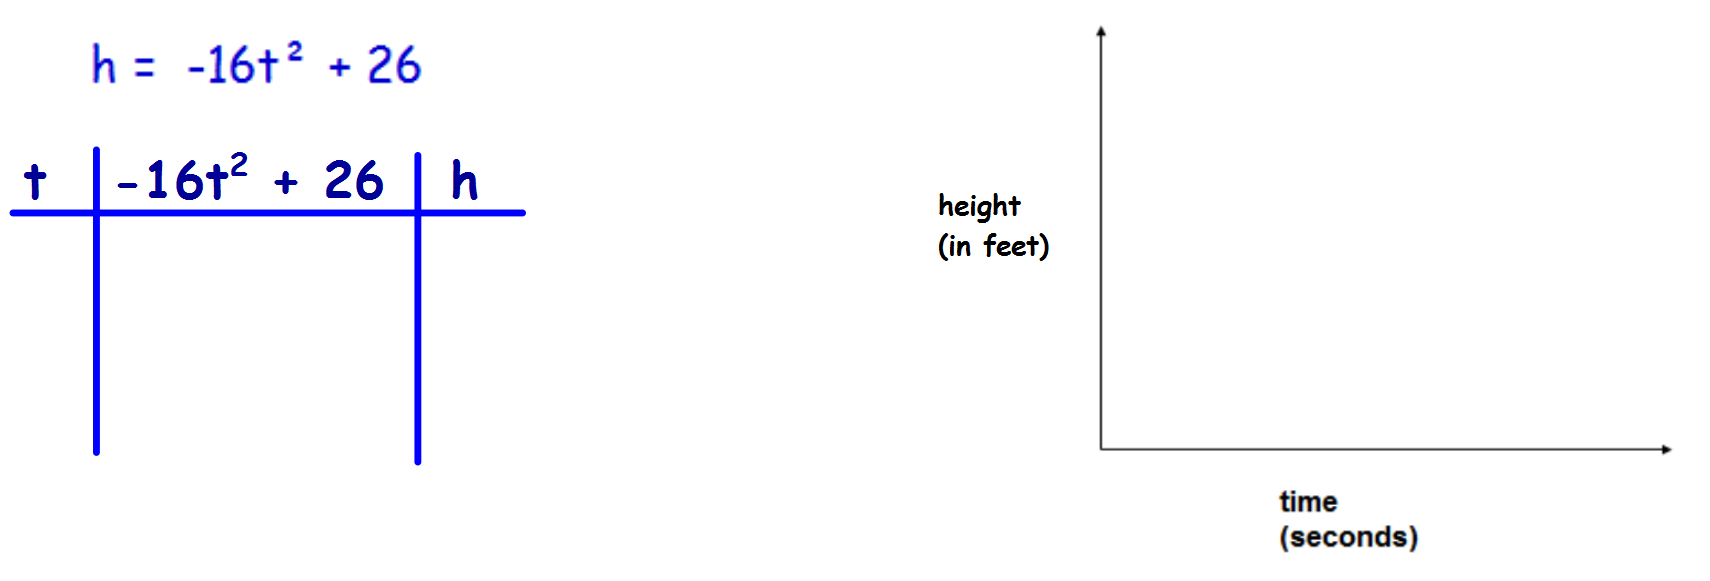 h = -16t² + 26
t -16t² + 26 h
height
(in feet)
time
(seconds)